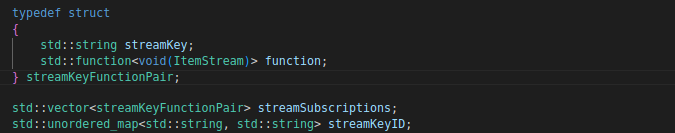 typedef struct
{
    std::string streamKey;
    std::function<void(ItemStream)> function;
} streamKeyFunctionPair;
std::vector<streamKeyFunctionPair> streamSubscriptions;
std::unordered_map<std::string, std::string> streamKeyID;